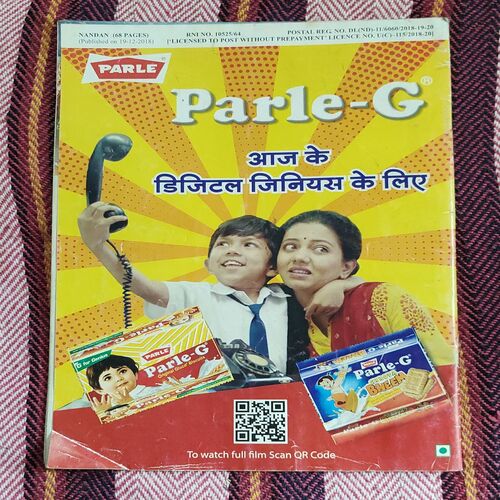 NANDAN (68 PAGES)
(Published on 19-12-2018)
RNI NO. 10525/64
POSTAL REG. NO. DL(ND)-11/6060/2018-19-20
[‘LICENSED TO POST WITHOUT PREPAYMENT’ LICENCE NO. U(C)-115/2018-20]
PARLE
Parle-G
आज के
डिजिटल जिनियस के लिए
G for Genius
PARLE
Parle-G
Parle-G
To watch full film Scan QR Code